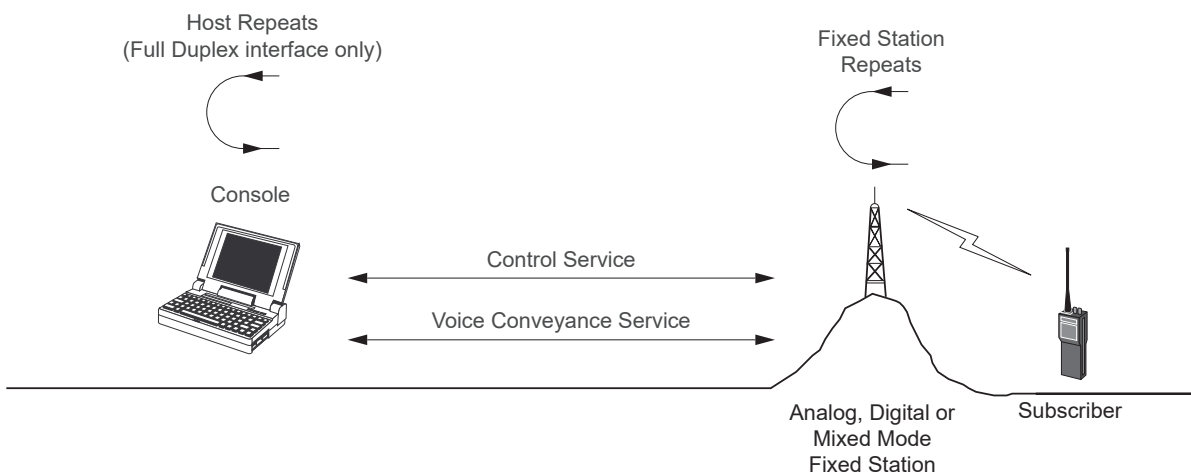 Host Repeats
(Full Duplex interface only)
Fixed Station
Repeats
Console
Control Service
Voice Conveyance Service
Analog, Digital or
Mixed Mode
Fixed Station
Subscriber